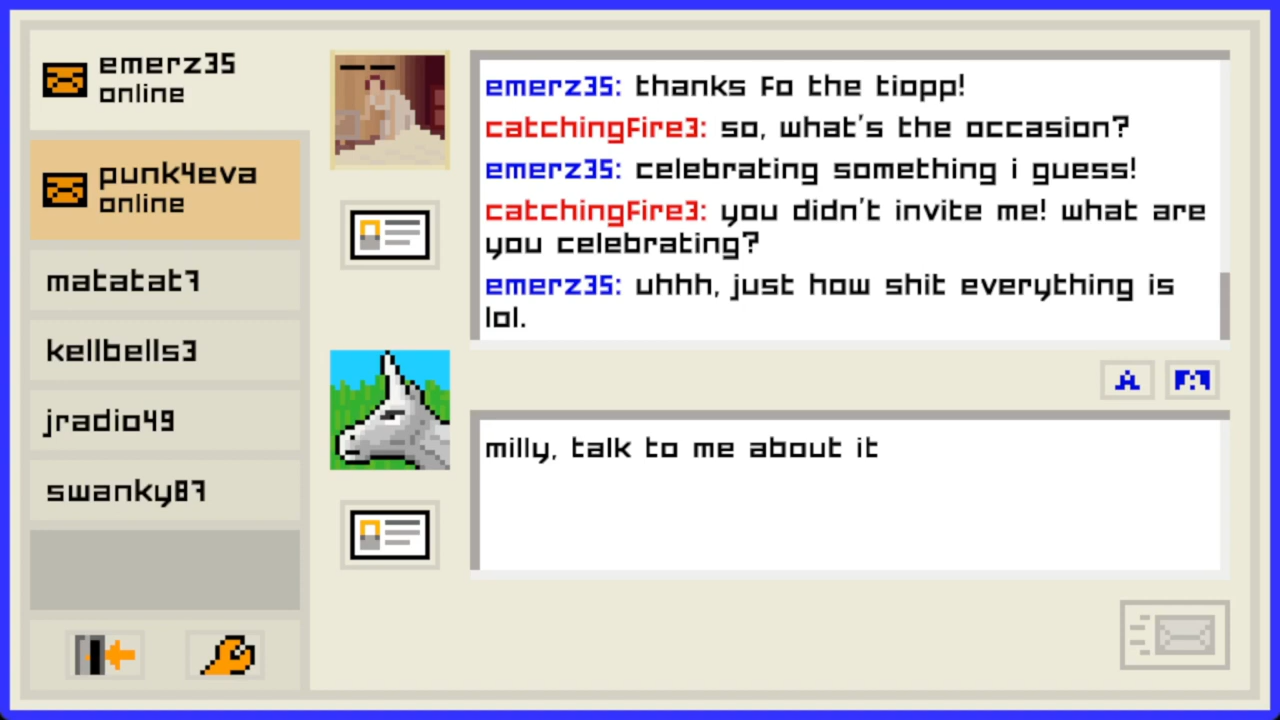 emerz35
online
punk4eva
online
matatat7
kellbells3
jradio49
swanky87
emerz35: thanks fo the tiopp!
catchingfire3: so, what's the occasion?
emerz35: celebrating something i guess!
catchingfire3: you didn't invite me! what are
you celebrating?
emerz35: uhhh, just how shit everything is
lol.
A
milly, talk to me about it